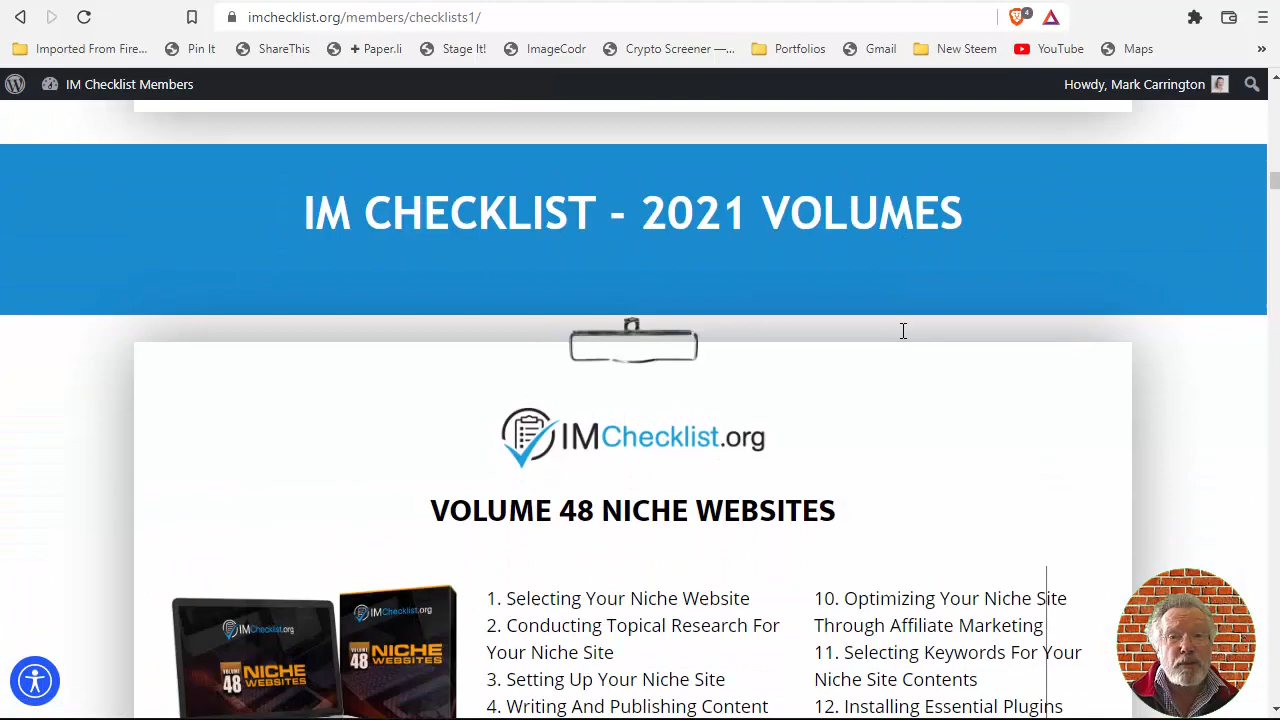 imchecklist.org/members/checklists1/
4
Imported From Fire...
Pin It
ShareThis
+ Paper.li
Stage It!
ImageCodr
Crypto Screener —...
Portfolios
Gmail
New Steem
YouTube
Maps
»
IM Checklist Members
Howdy, Mark Carrington
IM CHECKLIST - 2021 VOLUMES
IMChecklist.org
VOLUME 48 NICHE WEBSITES
IMChecklist.org
VOLUME
48
NICHE
WEBSITES
IMChecklist.org
VOLUME
48
NICHE
WEBSITES
1. Selecting Your Niche Website
2. Conducting Topical Research For
Your Niche Site
3. Setting Up Your Niche Site
4. Writing And Publishing Content
10. Optimizing Your Niche Site
Through Affiliate Marketing
11. Selecting Keywords For Your
Niche Site Contents
12. Installing Essential Plugins